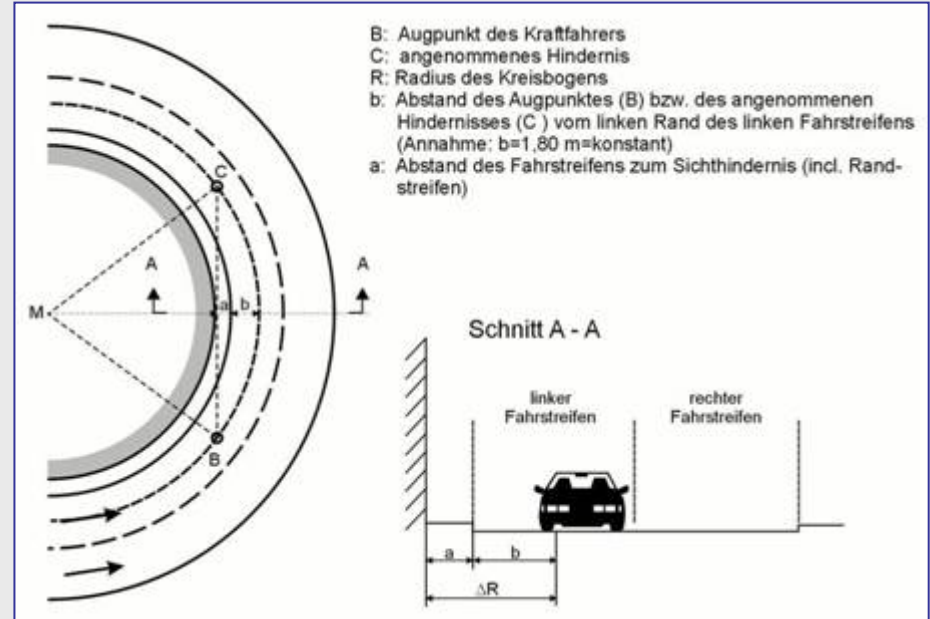 B: Augpunkt des Kraftfahrers
C: angenommenes Hindernis
R: Radius des Kreisbogens
b: Abstand des Augpunktes (B) bzw. des angenommenen
Hindernisses (C ) vom linken Rand des linken Fahrstreifens
(Annahme: b=1,80 m=konstant)
a: Abstand des Fahrstreifens zum Sichthindernis (incl. Rand-
streifen)
C
A
A
a
b
M
B
Schnitt A - A
linker
Fahrstreifen
rechter
Fahrstreifen
a
b
ΔR